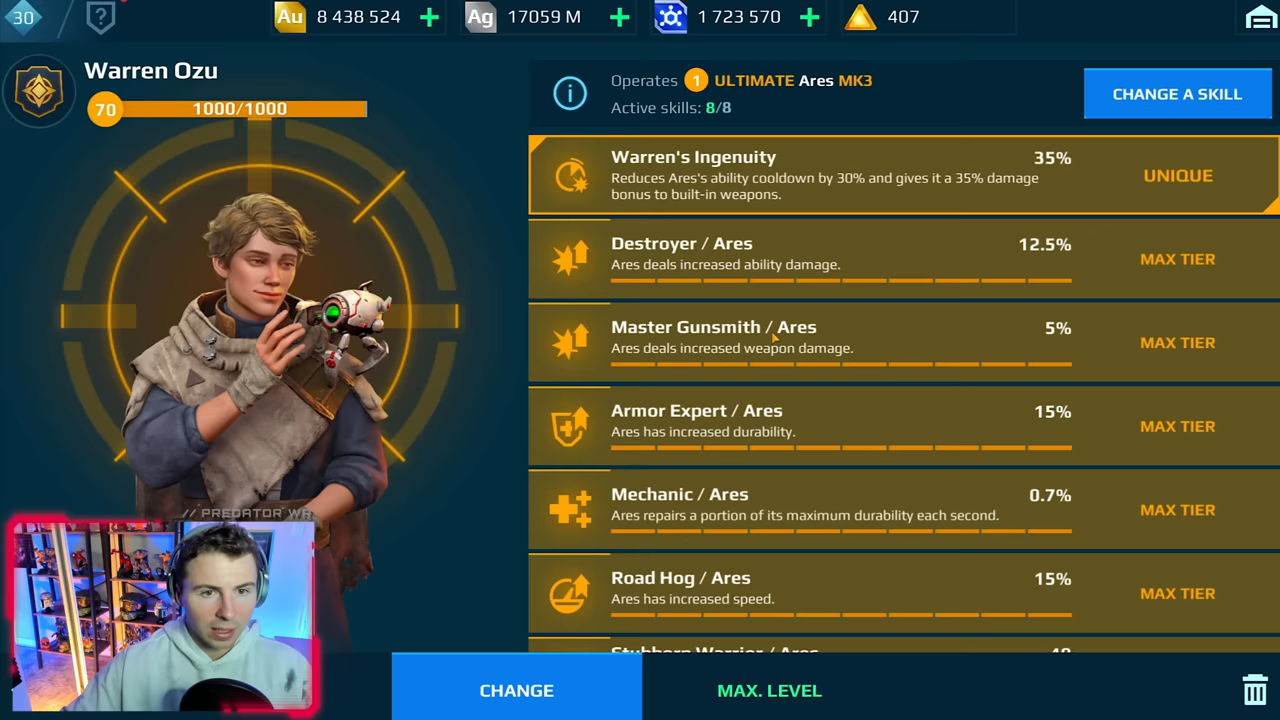 30
?
Au 8 438 524 +
Ag 17059 M +
1 723 570 +
407
Warren Ozu
70 1000/1000
Operates 1 ULTIMATE Ares MK3
Active skills: 8/8
CHANGE A SKILL
Warren's Ingenuity 35%
Reduces Ares's ability cooldown by 30% and gives it a 35% damage
bonus to built-in weapons.
UNIQUE
Destroyer / Ares 12.5%
Ares deals increased ability damage.
MAX TIER
Master Gunsmith / Ares 5%
Ares deals increased weapon damage.
MAX TIER
Armor Expert / Ares 15%
Ares has increased durability.
MAX TIER
Mechanic / Ares 0.7%
Ares repairs a portion of its maximum durability each second.
MAX TIER
Road Hog / Ares 15%
Ares has increased speed.
MAX TIER
Stubborn Warrior / Ares
// PREDATOR
CHANGE
MAX. LEVEL